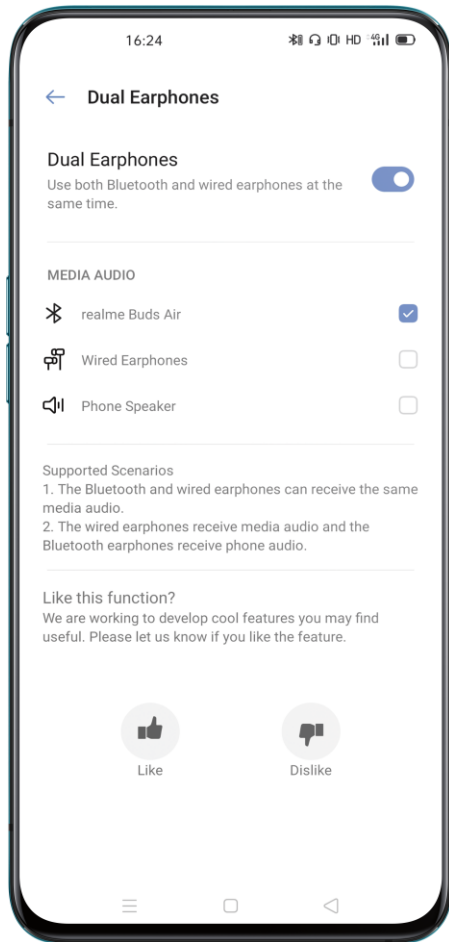 16:24 HD 4G
Dual Earphones
Dual Earphones
Use both Bluetooth and wired earphones at the
same time.
MEDIA AUDIO
realme Buds Air
Wired Earphones
Phone Speaker
Supported Scenarios
1. The Bluetooth and wired earphones can receive the same
media audio.
2. The wired earphones receive media audio and the
Bluetooth earphones receive phone audio.
Like this function?
We are working to develop cool features you may find
useful. Please let us know if you like the feature.
Like Dislike